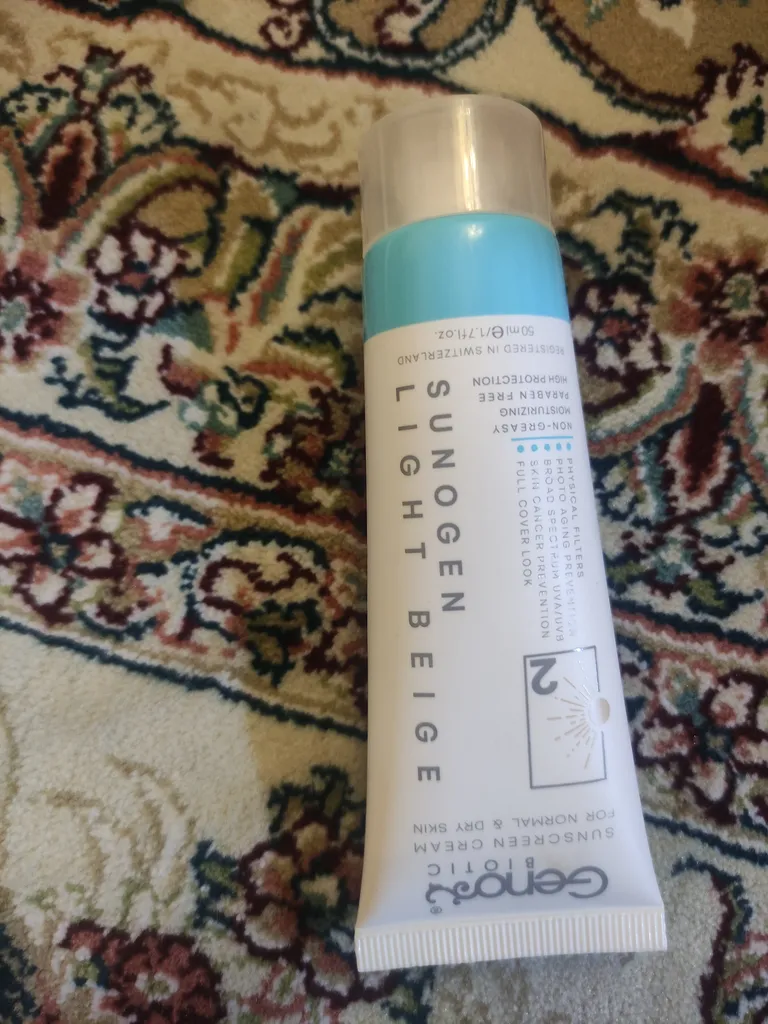 Geno
BIOTIC
®
SUNSCREEN CREAM
FOR NORMAL & DRY SKIN
2
SUNOGEN
LIGHT BEIGE
PHYSICAL FILTERS
PHOTO AGING PREVENTION
BROAD SPECTRUM UVA/UVB
SKIN CANCER PREVENTION
FULL COVER LOOK
NON-GREASY
MOISTURIZING
PARABEN FREE
HIGH PROTECTION
REGISTERED IN SWITZERLAND
50ml℮/1.7fl.oz.